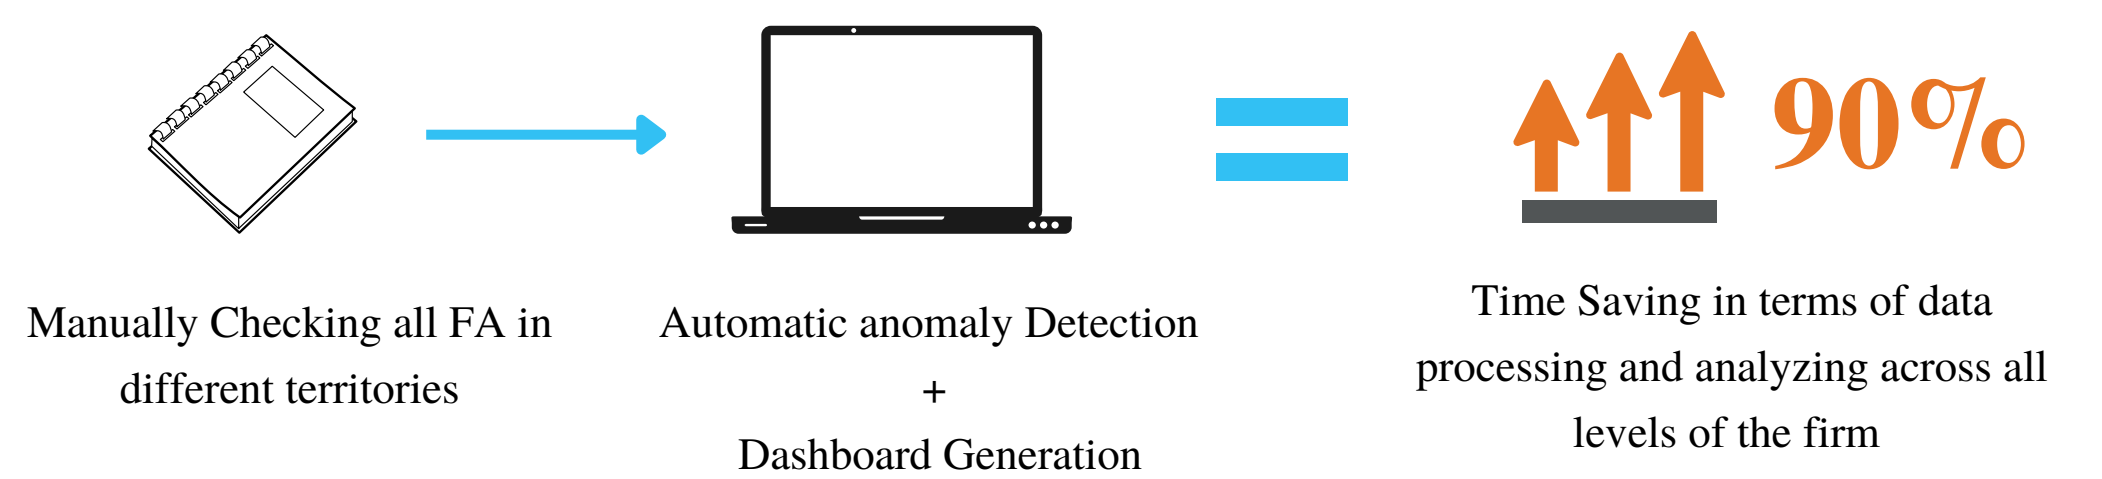 90%
Manually Checking all FA in
different territories
Automatic anomaly Detection
+
Dashboard Generation
Time Saving in terms of data
processing and analyzing across all
levels of the firm